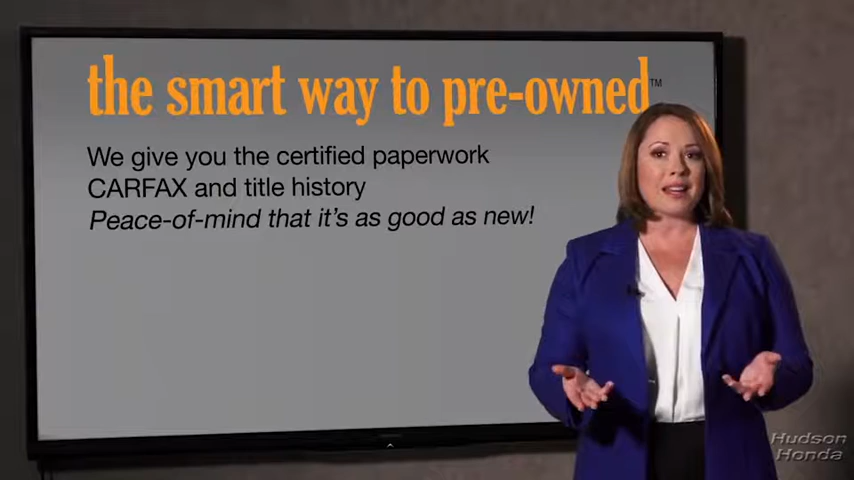 the smart way to pre-owned™
We give you the certified paperwork
CARFAX and title history
Peace-of-mind that it's as good as new!
Hudson
Honda